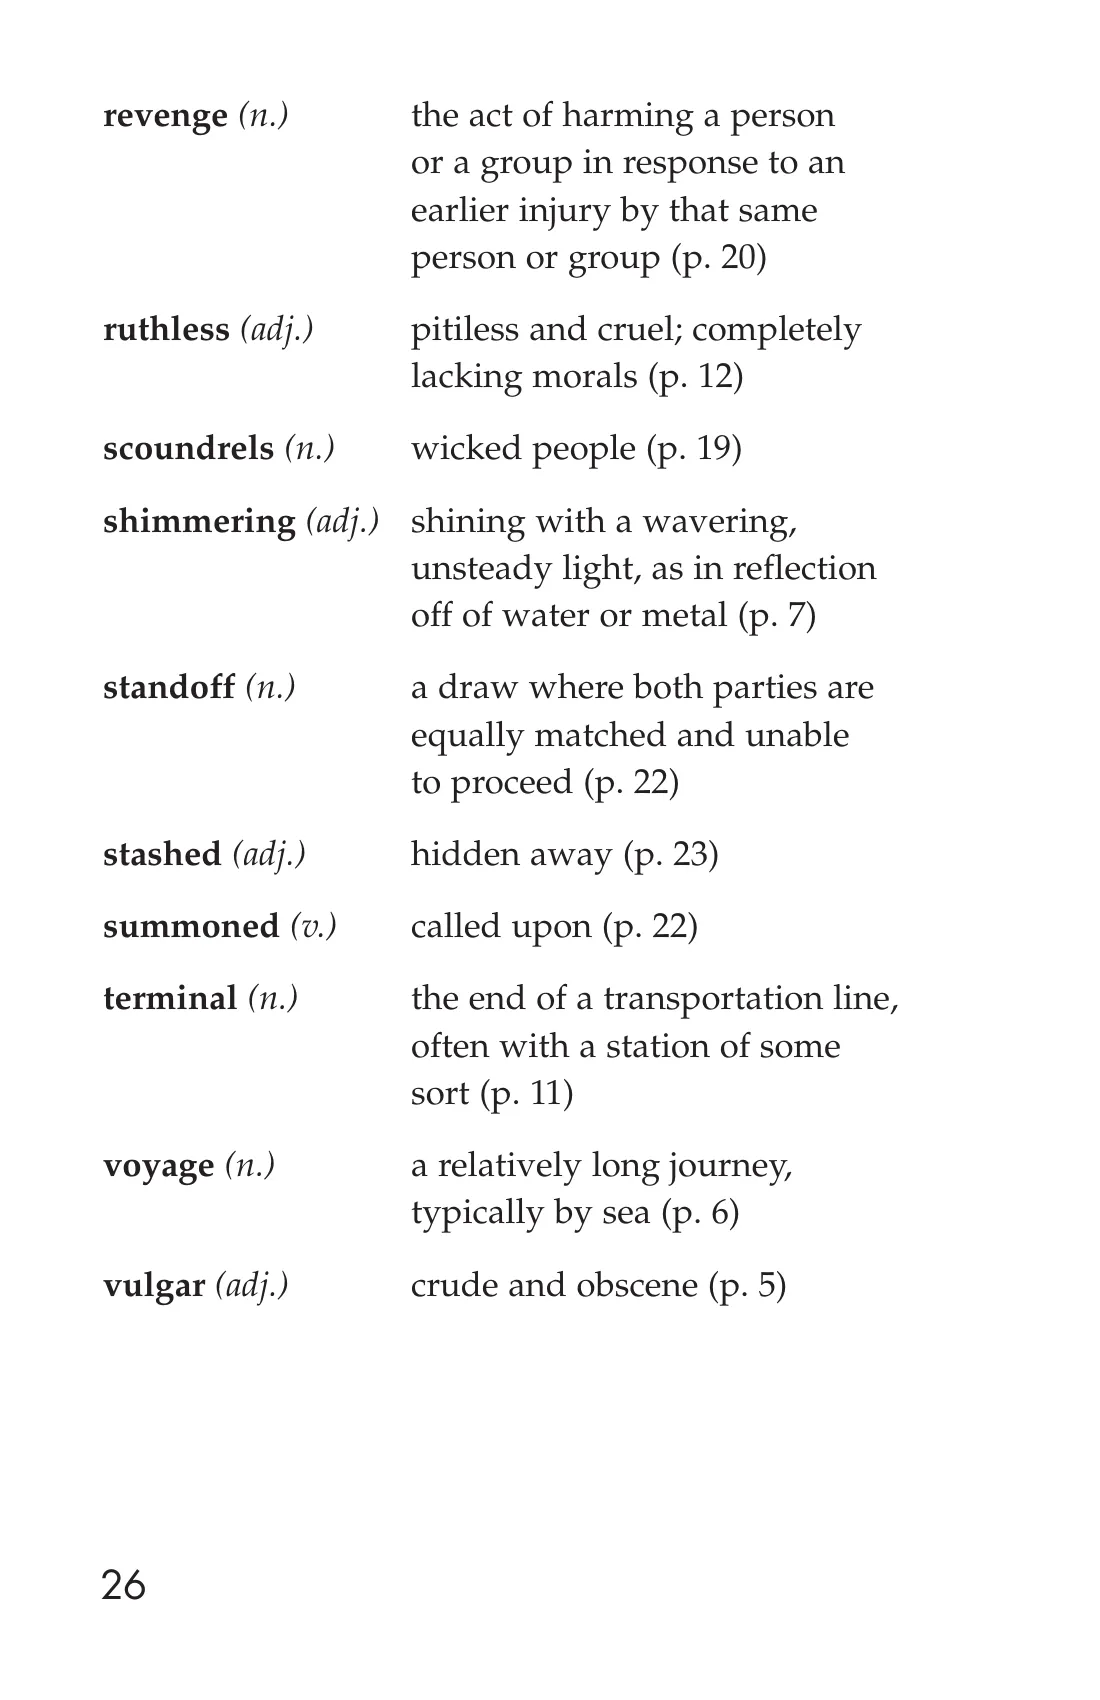 revenge (n.) the act of harming a person
or a group in response to an
earlier injury by that same
person or group (p. 20)
ruthless (adj.) pitiless and cruel; completely
lacking morals (p. 12)
scoundrels (n.) wicked people (p. 19)
shimmering (adj.) shining with a wavering,
unsteady light, as in reflection
off of water or metal (p. 7)
standoff (n.) a draw where both parties are
equally matched and unable
to proceed (p. 22)
stashed (adj.) hidden away (p. 23)
summoned (v.) called upon (p. 22)
terminal (n.) the end of a transportation line,
often with a station of some
sort (p. 11)
voyage (n.) a relatively long journey,
typically by sea (p. 6)
vulgar (adj.) crude and obscene (p. 5)
26